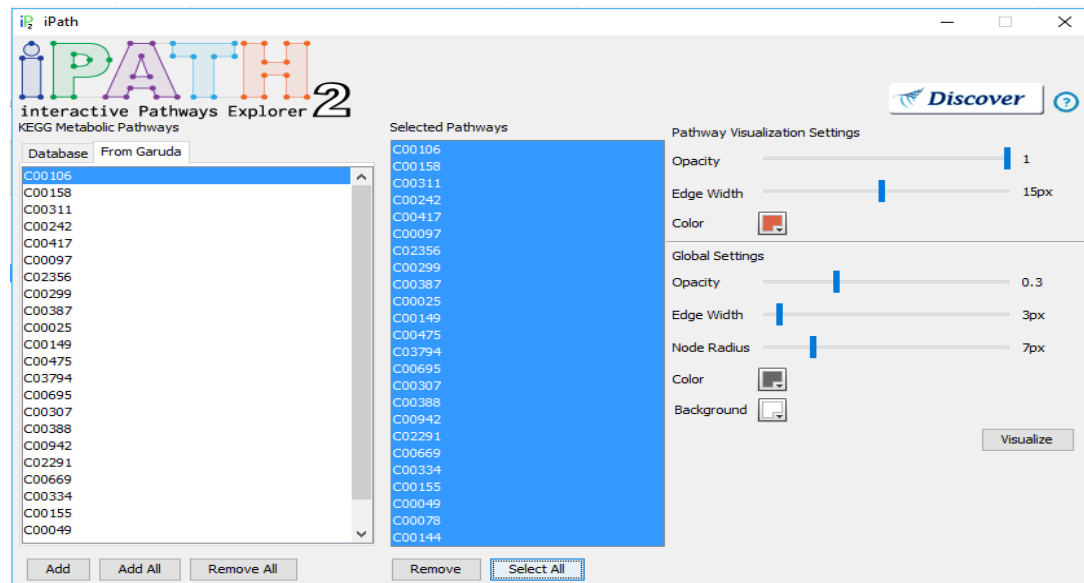 iP2 iPath
iPATH2
interactive Pathways Explorer
Discover
KEGG Metabolic Pathways
Database
From Garuda
C00106
C00158
C00311
C00242
C00417
C00097
C02356
C00299
C00387
C00025
C00149
C00475
C03794
C00695
C00307
C00388
C00942
C02291
C00669
C00334
C00155
C00049
Add
Add All
Remove All
Selected Pathways
C00106
C00158
C00311
C00242
C00417
C00097
C02356
C00299
C00387
C00025
C00149
C00475
C03794
C00695
C00307
C00388
C00942
C02291
C00669
C00334
C00155
C00049
C00078
C00144
Remove
Select All
Pathway Visualization Settings
Opacity 1
Edge Width 15px
Color
Global Settings
Opacity 0.3
Edge Width 3px
Node Radius 7px
Color
Background
Visualize